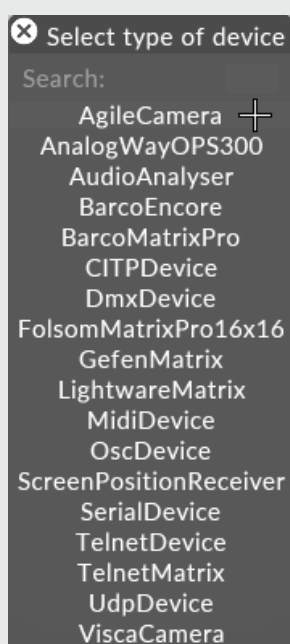 Select type of device
Search:
AgileCamera
AnalogWayOPS300
AudioAnalyser
BarcoEncore
BarcoMatrixPro
CITPDevice
DmxDevice
FolsomMatrixPro16x16
GefenMatrix
LightwareMatrix
MidiDevice
OscDevice
ScreenPositionReceiver
SerialDevice
TelnetDevice
TelnetMatrix
UdpDevice
ViscaCamera